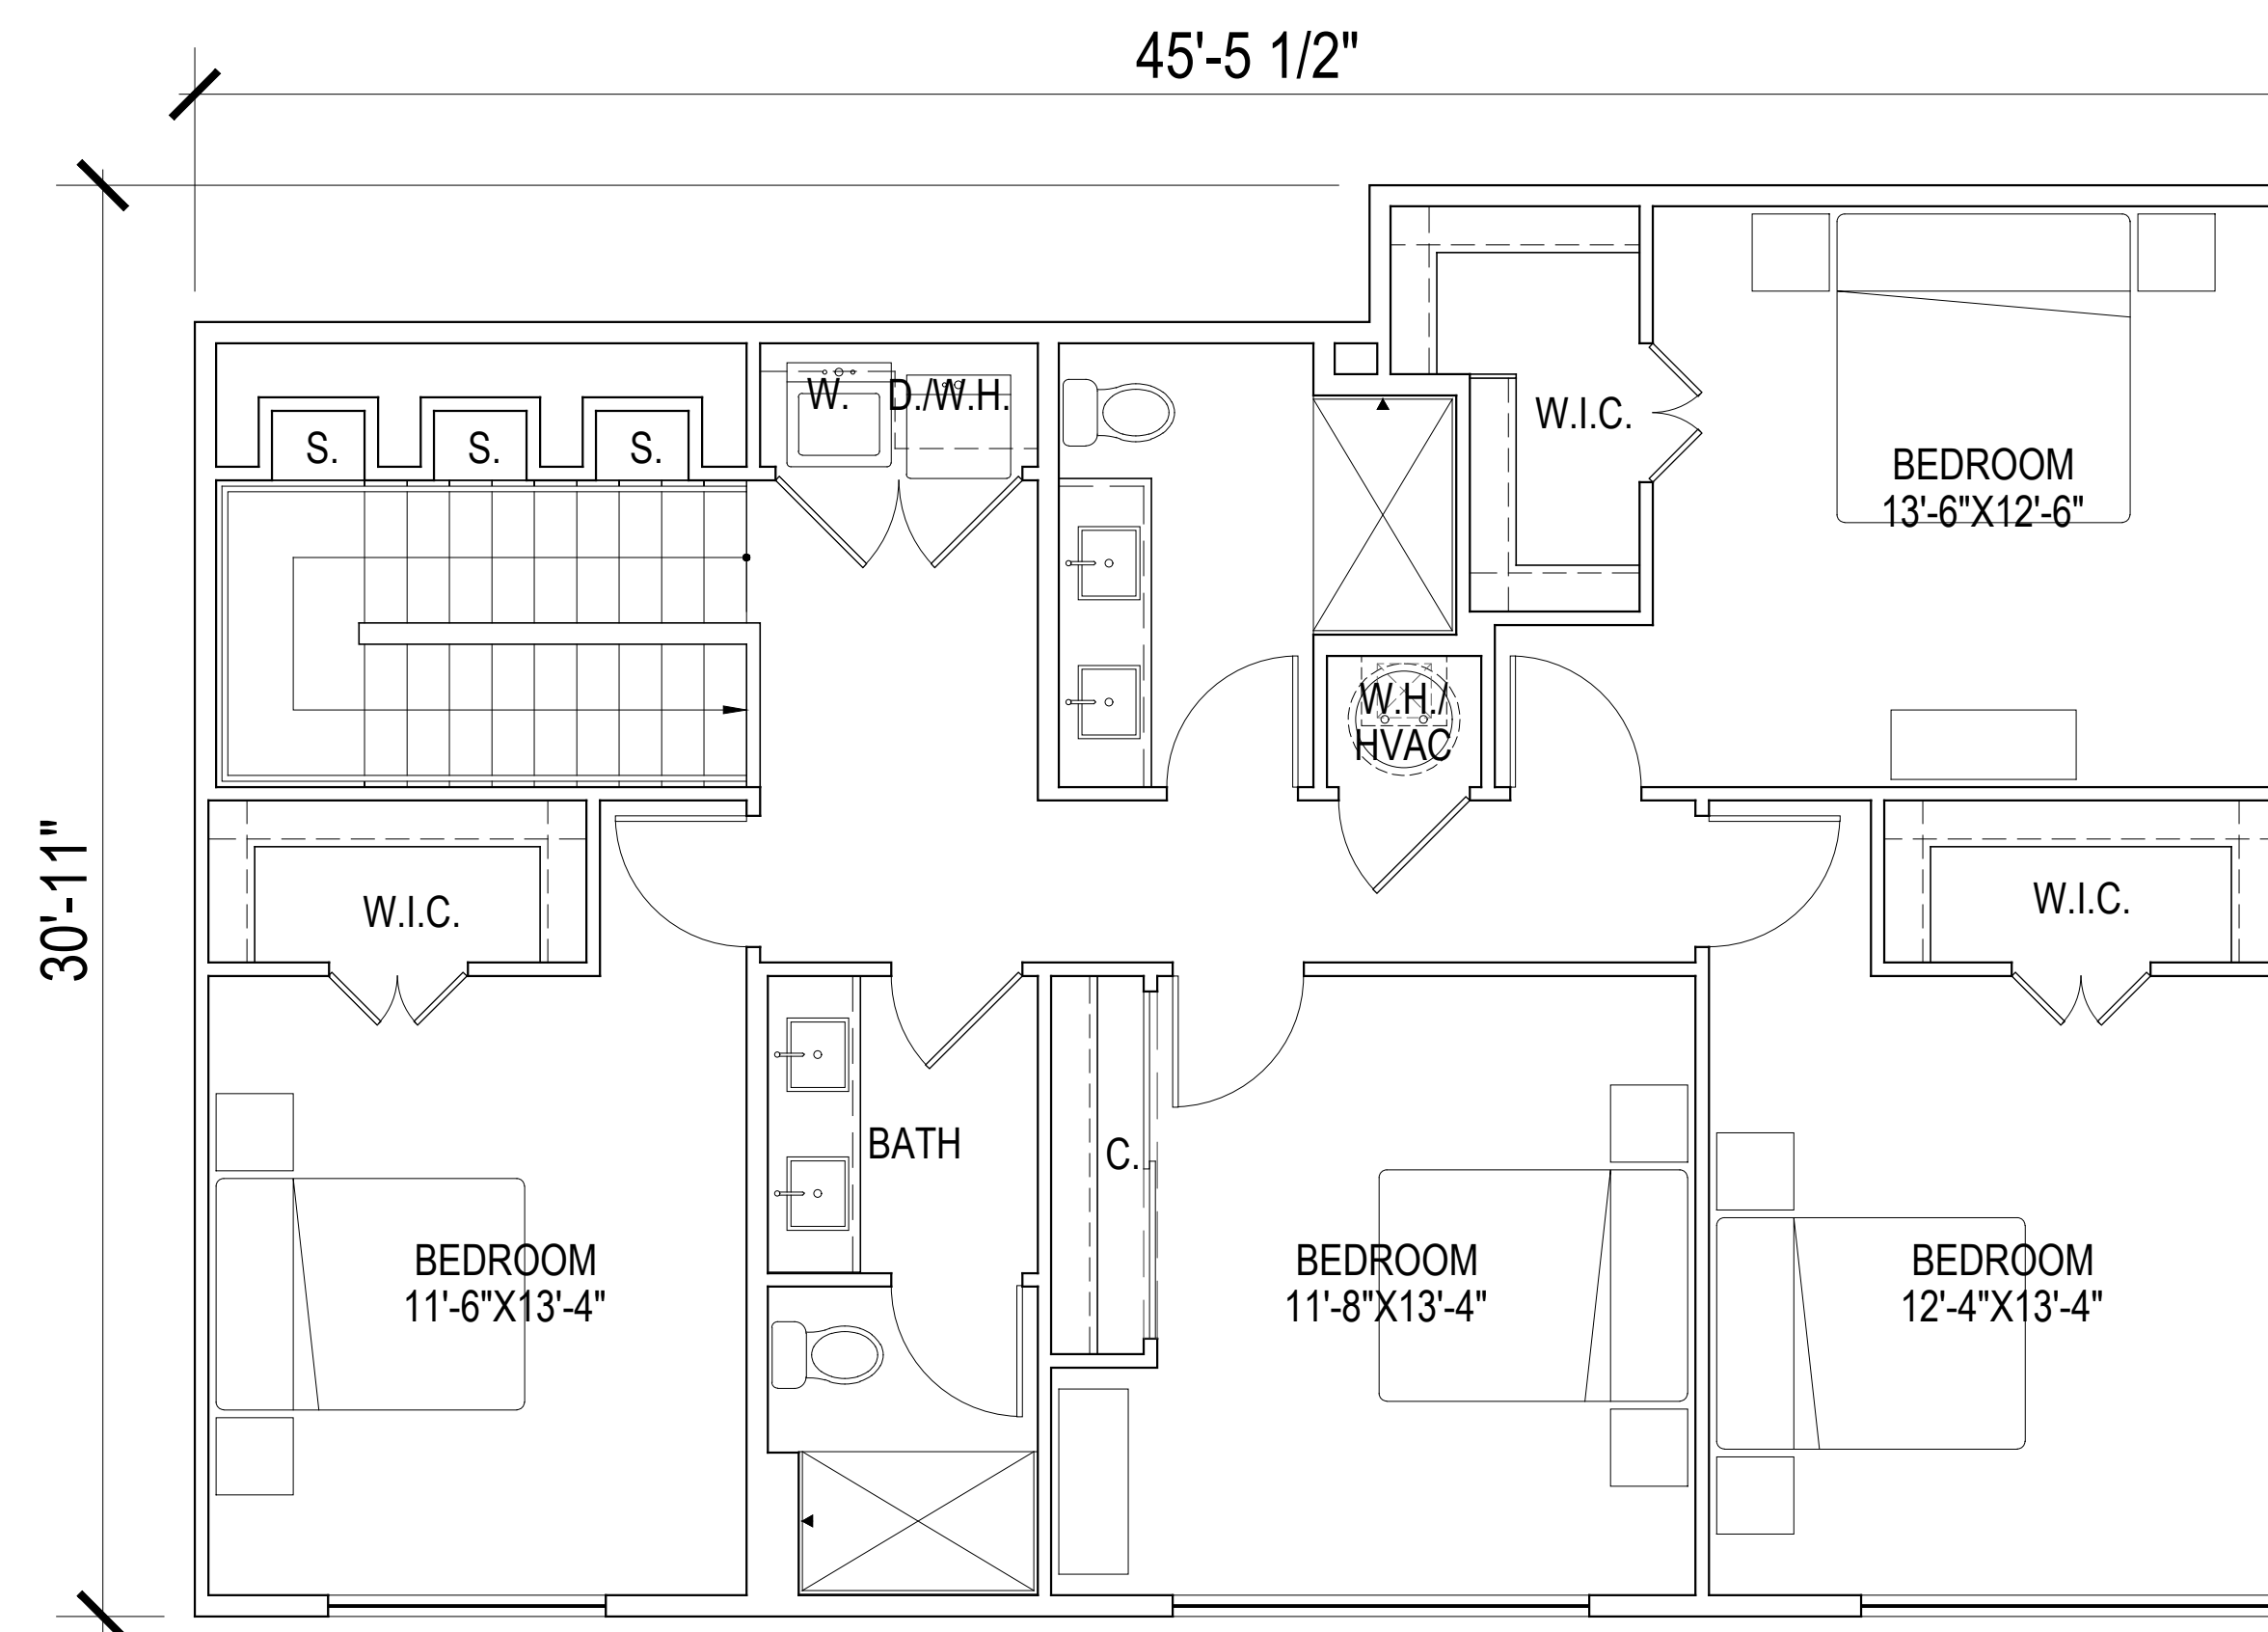 45'-5 1/2"
W.
D./W.H.
S.
S.
S.
W.I.C.
BEDROOM
13'-6"X12'-6"
W.H./
HVAC
30'-11"
W.I.C.
W.I.C.
BATH
C.
BEDROOM
11'-6"X13'-4"
BEDROOM
11'-8"X13'-4"
BEDROOM
12'-4"X13'-4"